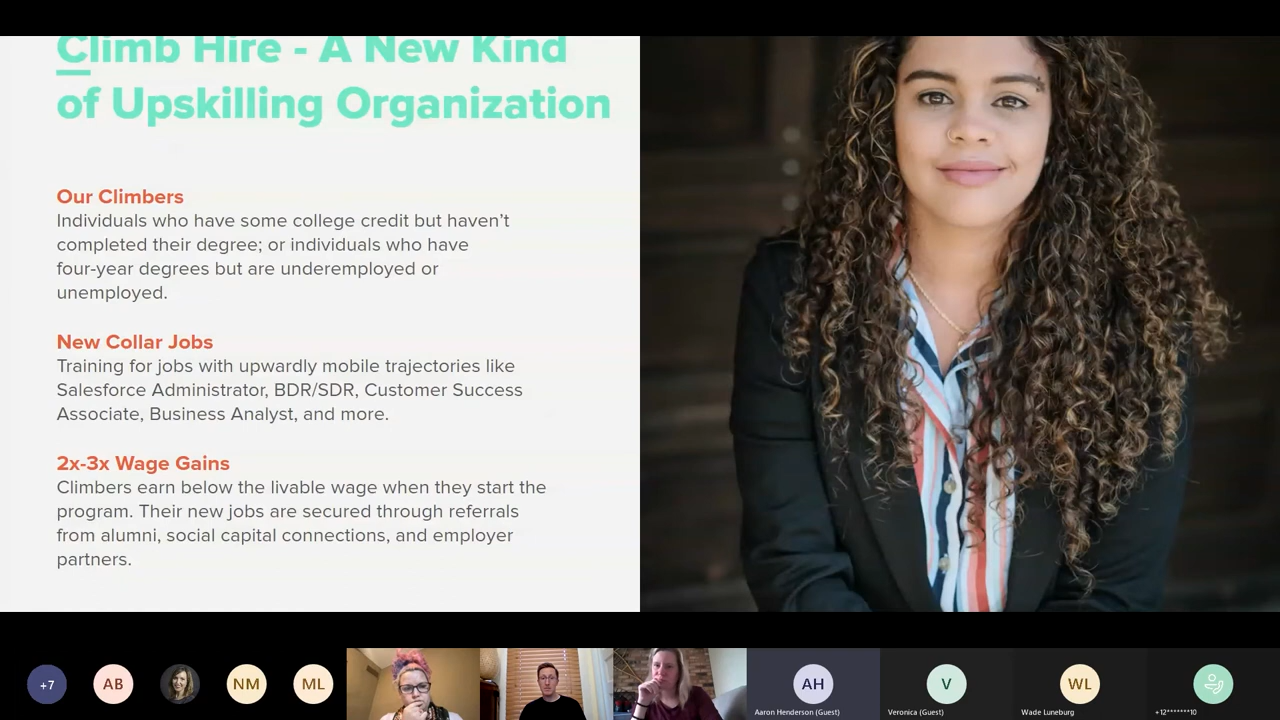 Climb Hire - A New Kind
of Upskilling Organization
Our Climbers
Individuals who have some college credit but haven’t
completed their degree; or individuals who have
four-year degrees but are underemployed or
unemployed.
New Collar Jobs
Training for jobs with upwardly mobile trajectories like
Salesforce Administrator, BDR/SDR, Customer Success
Associate, Business Analyst, and more.
2x-3x Wage Gains
Climbers earn below the livable wage when they start the
program. Their new jobs are secured through referrals
from alumni, social capital connections, and employer
partners.
+7
AB
NM
ML
AH
Aaron Henderson (Guest)
V
Veronica (Guest)
WL
Wade Luneburg
+12*******10